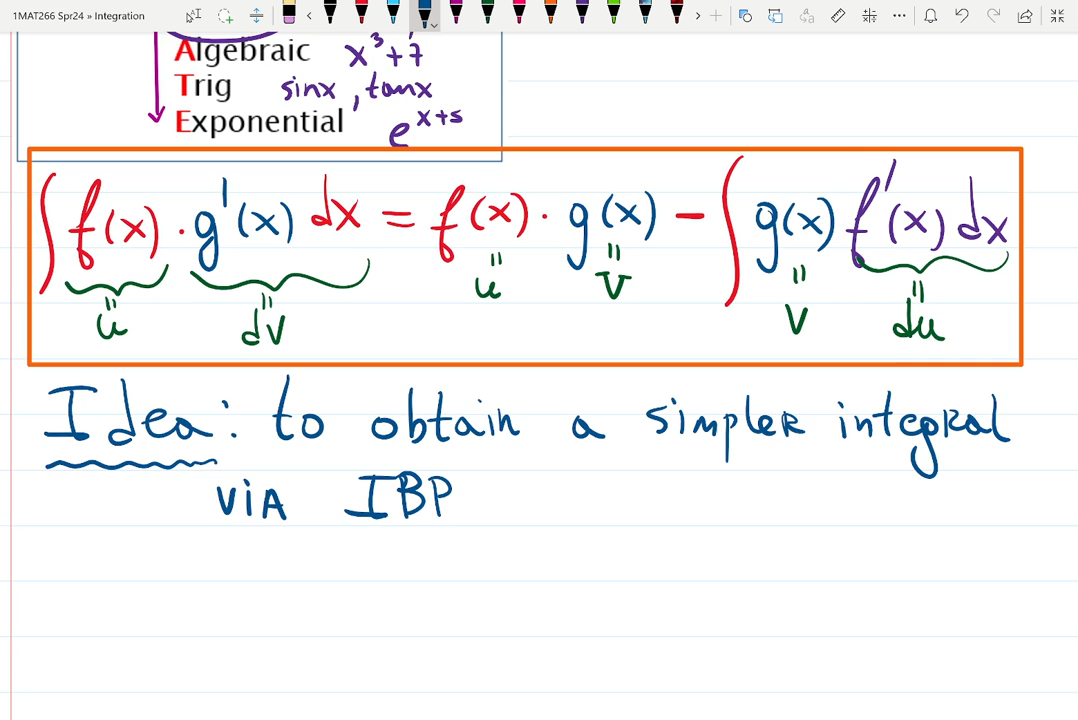 1MAT266 Spr24 » Integration
Algebraic x³+7
Trig sinx, tanx
Exponential e^{x+5}
∫ f(x) · g'(x) dx = f(x) · g(x) − ∫ g(x) f'(x) dx
" " " " " "
u dv u v v du
Idea: to obtain a simpler integral
via IBP